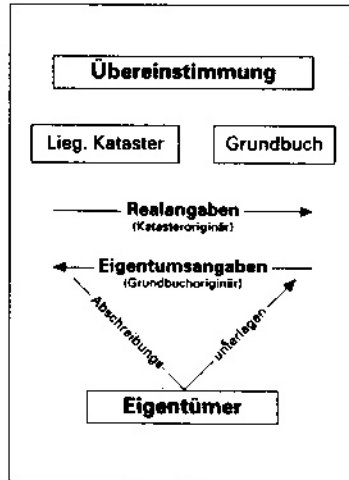 Übereinstimmung
Lieg. Kataster
Grundbuch
Realangaben
(Katasteroriginär)
Eigentumsangaben
(Grundbuchoriginär)
Abschreibungs-
unterlagen
Eigentümer